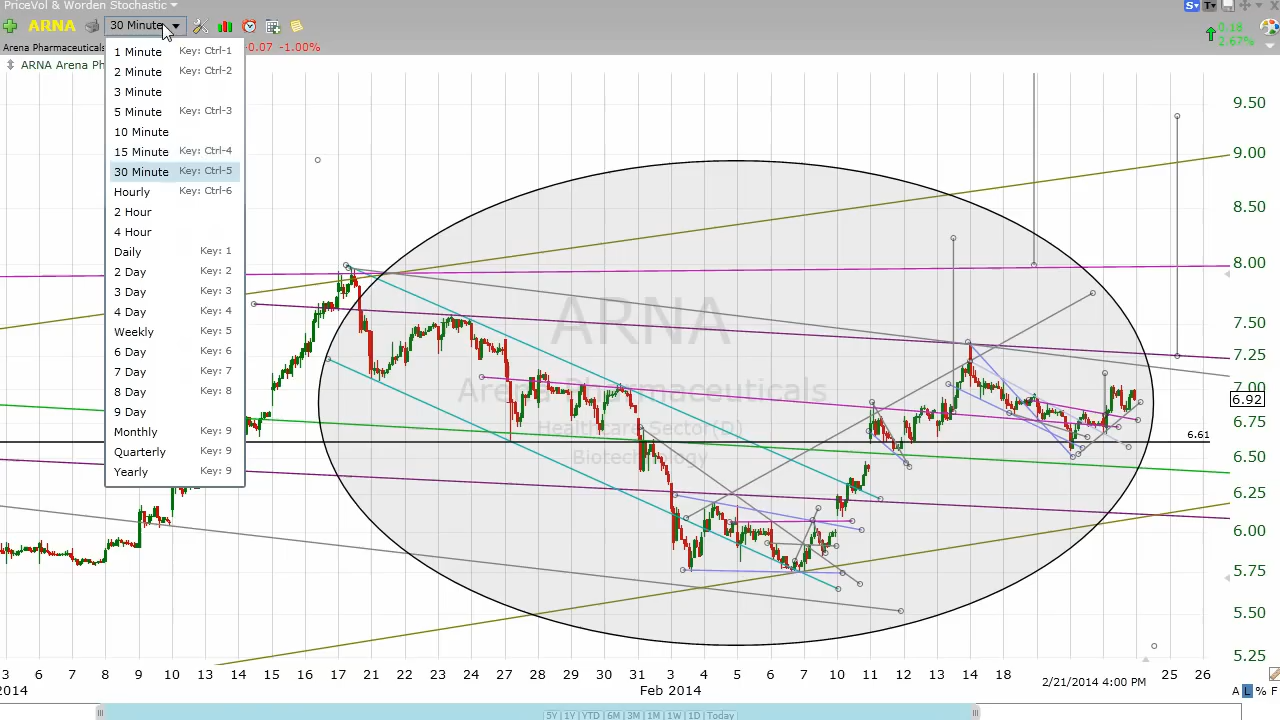 PriceVol & Worden Stochastic
ARNA 30 Minute
Arena Pharmaceuticals -0.07 -1.00%
0.18
2.67%
ARNA Arena Ph
1 Minute Key: Ctrl-1
2 Minute Key: Ctrl-2
3 Minute
5 Minute Key: Ctrl-3
10 Minute
15 Minute Key: Ctrl-4
30 Minute Key: Ctrl-5
Hourly Key: Ctrl-6
2 Hour
4 Hour
Daily Key: 1
2 Day Key: 2
3 Day Key: 3
4 Day Key: 4
Weekly Key: 5
6 Day Key: 6
7 Day Key: 7
8 Day Key: 8
9 Day
Monthly Key: 9
Quarterly Key: 9
Yearly Key: 9
ARNA
Arena Pharmaceuticals
Healthcare Sector(D)
Biotechnology
9.50
9.00
8.50
8.00
7.50
7.25
7.00
6.92
6.75
6.61
6.50
6.25
6.00
5.75
5.50
5.25
3 6 7 8 9 10 13 14 15 16 17 21 22 23 24 27 28 29 30 31 3 4 5 6 7 10 11 12 13 14 18 25 26
2/21/2014 4:00 PM
2014 Feb 2014
A L % F
5Y 1Y YTD 6M 3M 1M 1W 1D Today